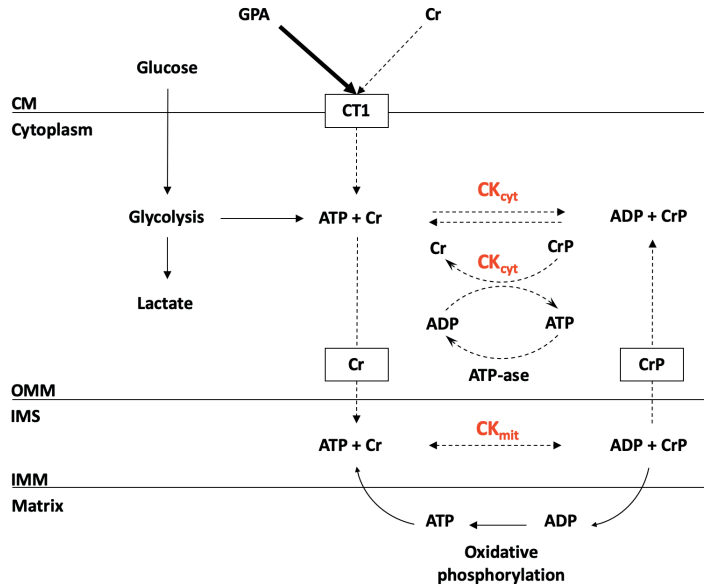 GPA
Cr
Glucose
CM
CT1
Cytoplasm
CKcyt
Glycolysis
ATP + Cr
ADP + CrP
Cr
CrP
CKcyt
Lactate
ADP
ATP
Cr
CrP
ATP-ase
OMM
IMS
CKmit
ATP + Cr
ADP + CrP
IMM
Matrix
ATP
ADP
Oxidative
phosphorylation